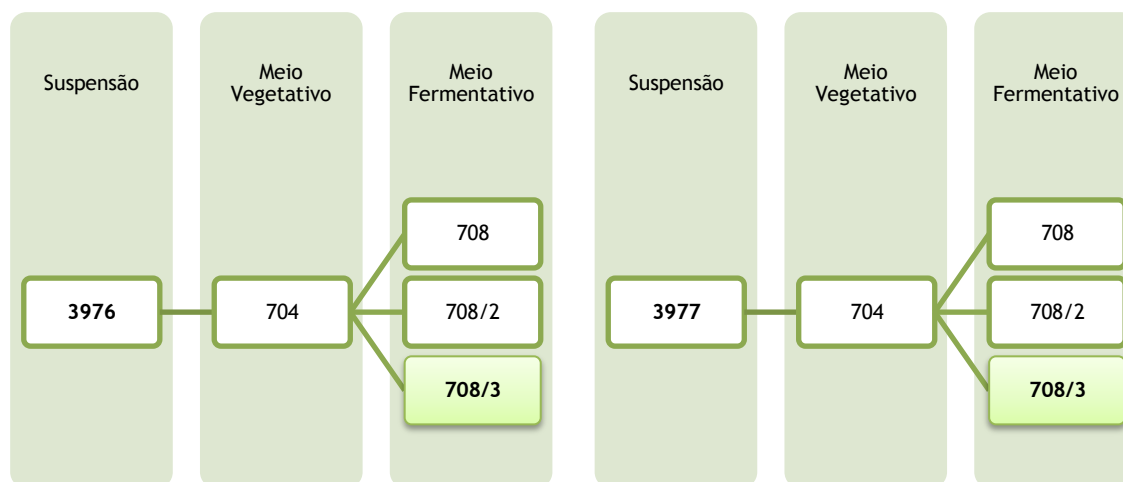 Suspensão
Meio
Vegetativo
Meio
Fermentativo
708
3976
704
708/2
708/3
Suspensão
Meio
Vegetativo
Meio
Fermentativo
708
3977
704
708/2
708/3